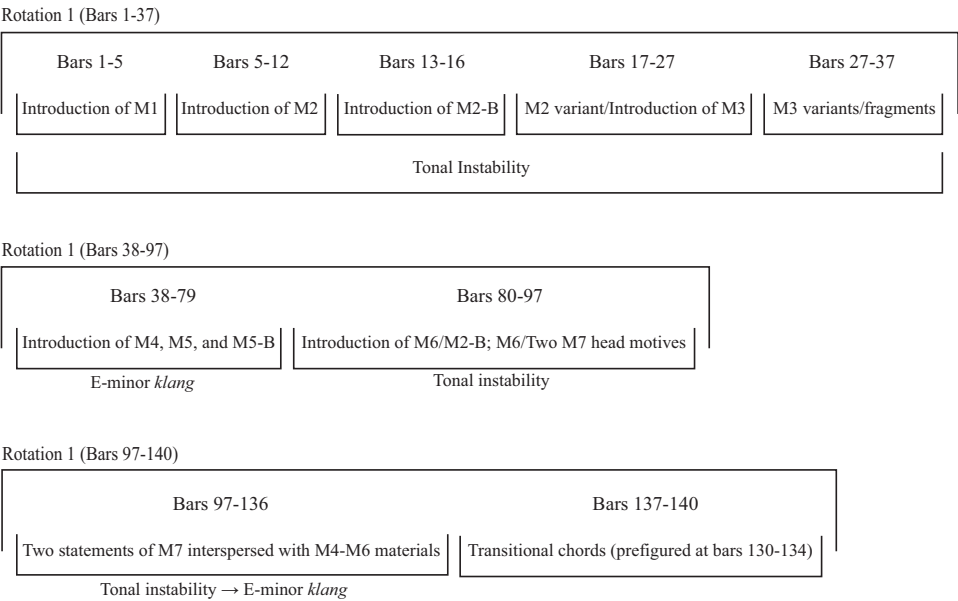 Rotation 1 (Bars 1-37)
Bars 1-5 Bars 5-12 Bars 13-16 Bars 17-27 Bars 27-37
Introduction of M1 Introduction of M2 Introduction of M2-B M2 variant/Introduction of M3 M3 variants/fragments
Tonal Instability
Rotation 1 (Bars 38-97)
Bars 38-79 Bars 80-97
Introduction of M4, M5, and M5-B Introduction of M6/M2-B; M6/Two M7 head motives
E-minor klang Tonal instability
Rotation 1 (Bars 97-140)
Bars 97-136 Bars 137-140
Two statements of M7 interspersed with M4-M6 materials Transitional chords (prefigured at bars 130-134)
Tonal instability → E-minor klang